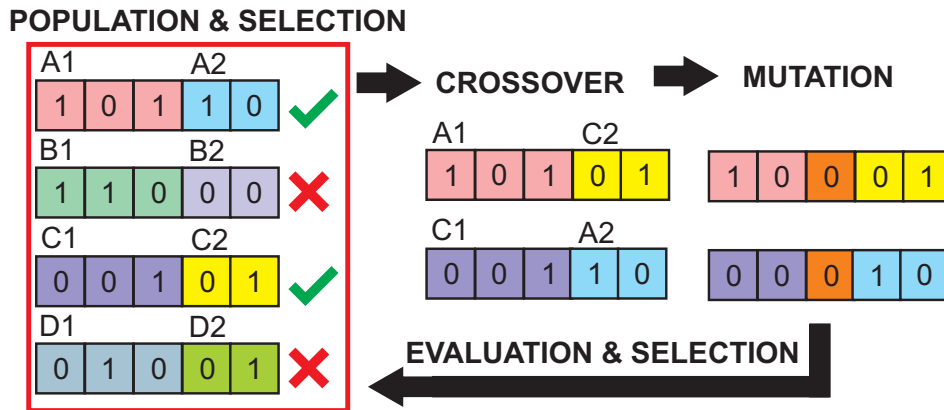 POPULATION & SELECTION
A1 A2
1 0 1 1 0
B1 B2
1 1 0 0 0
C1 C2
0 0 1 0 1
D1 D2
0 1 0 0 1
CROSSOVER
A1 C2
1 0 1 0 1
C1 A2
0 0 1 1 0
MUTATION
1 0 0 0 1
0 0 0 1 0
EVALUATION & SELECTION